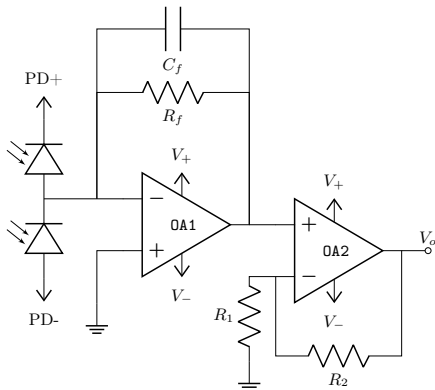 C_f
PD+
R_f
V_+
−
OA1
+
V_+
+
OA2
−
V_o
PD-
V_−
R_1
V_−
R_2